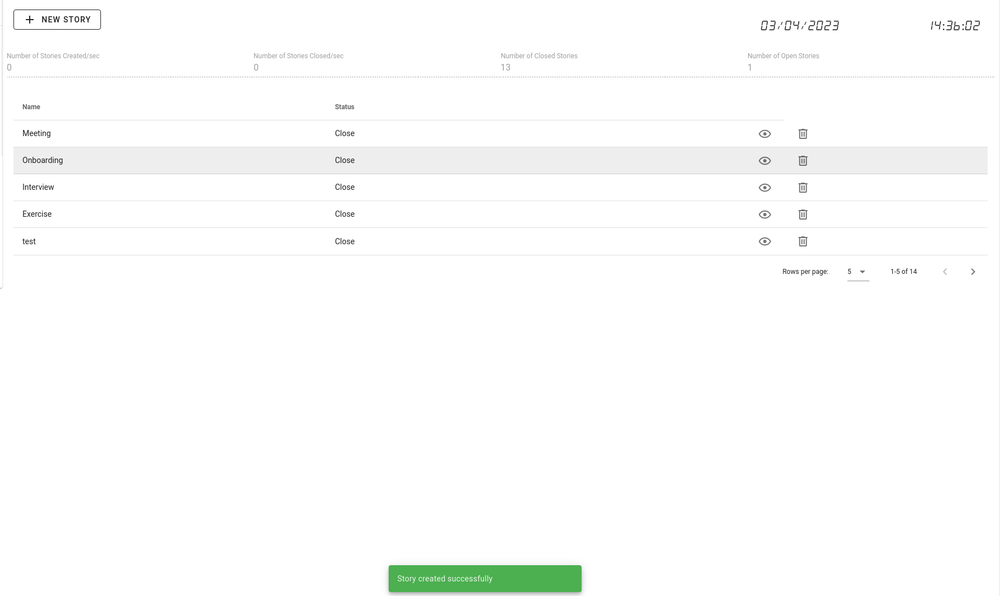 NEW STORY
03/04/2023 14:36:02
Number of Stories Created/sec Number of Stories Closed/sec Number of Closed Stories Number of Open Stories
0 0 13 1
Name Status
Meeting Close
Onboarding Close
Interview Close
Exercise Close
test Close
Rows per page: 5 1-5 of 14
Story created successfully